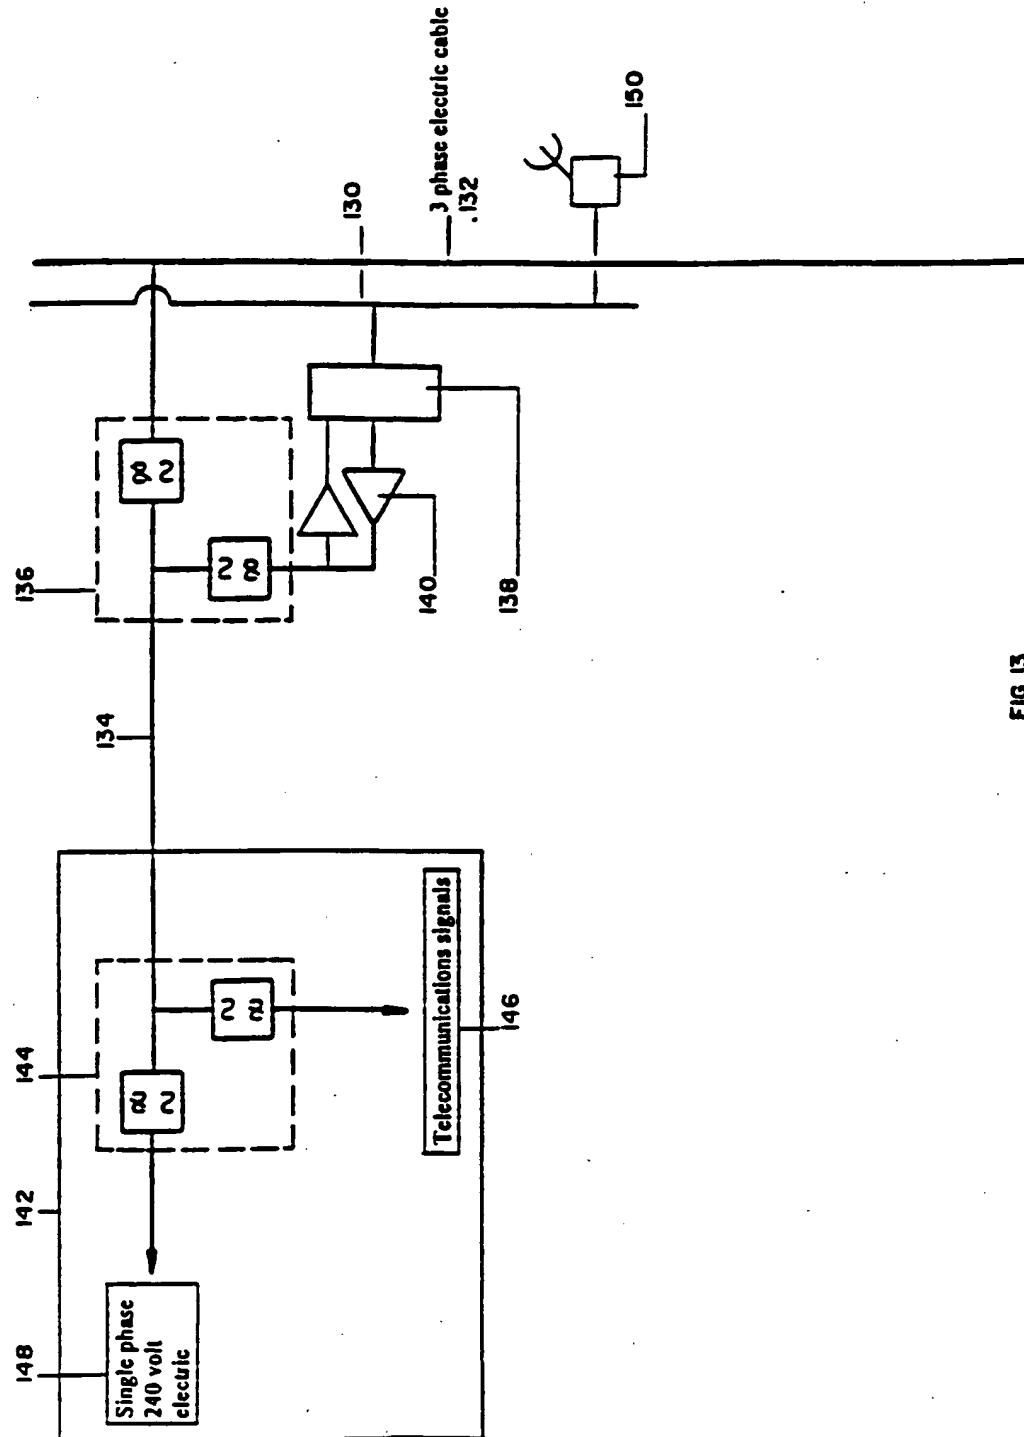 148
142
144
134
136
Single phase
240 volt
electric
Telecommunications signals
146
140
138
130
3 phase electric cable
.132
150
FIG 13